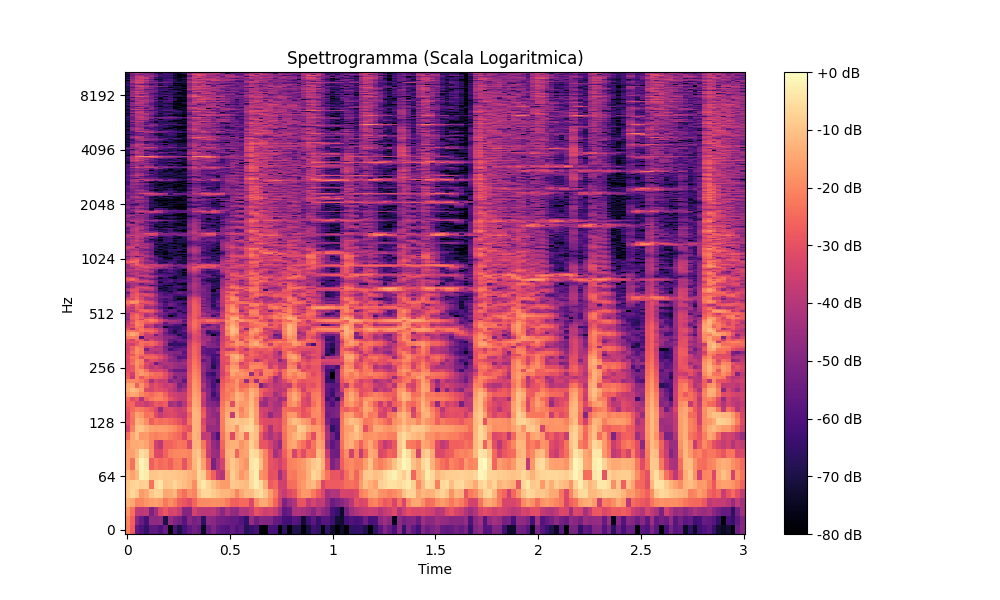 Spettrogramma (Scala Logaritmica)
Hz
8192
4096
2048
1024
512
256
128
64
0
0 0.5 1 1.5 2 2.5 3
Time
+0 dB
-10 dB
-20 dB
-30 dB
-40 dB
-50 dB
-60 dB
-70 dB
-80 dB